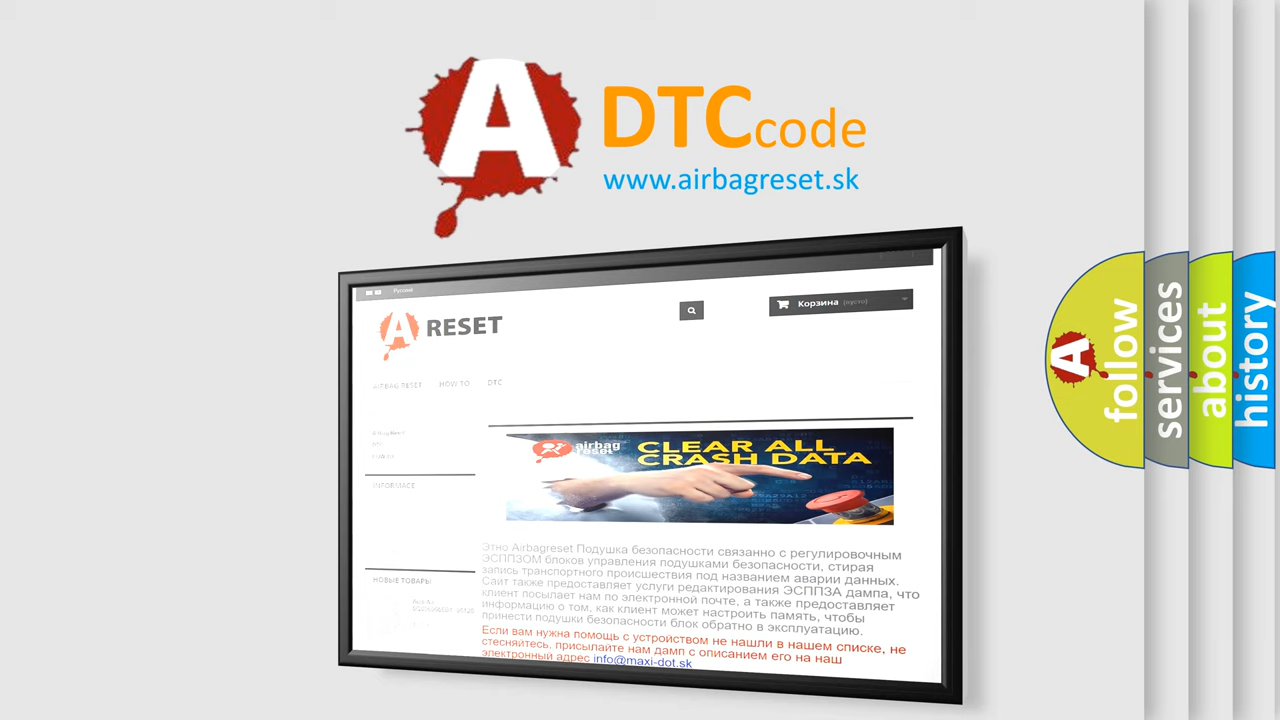 A
DTCcode
www.airbagreset.sk
Русский
A RESET
Корзина (пусто)
AIRBAG RESET HOW TO DTC
DTC
INFORMACE
airbag
reset
CLEAR ALL
CRASH DATA
Этно Airbagreset Подушка безопасности связанно с регулировочным
ЭСППЗОМ блоков управления подушками безопасности, стирая
запись транспортного происшествия под названием аварии данных.
Сайт также предоставляет услуги редактирования ЭСППЗА дампа, что
клиент посылает нам по электронной почте, а также предоставляет
информацию о том, как клиент может настроить память, чтобы
принести подушки безопасности блок обратно в эксплуатацию.
Если вам нужна помощь с устройством не нашли в нашем списке, не
стесняйтесь, присылайте нам дамп с описанием его на наш
электронный адрес info@maxi-dot.sk
НОВЫЕ ТОВАРЫ
A
follow
services
about
history